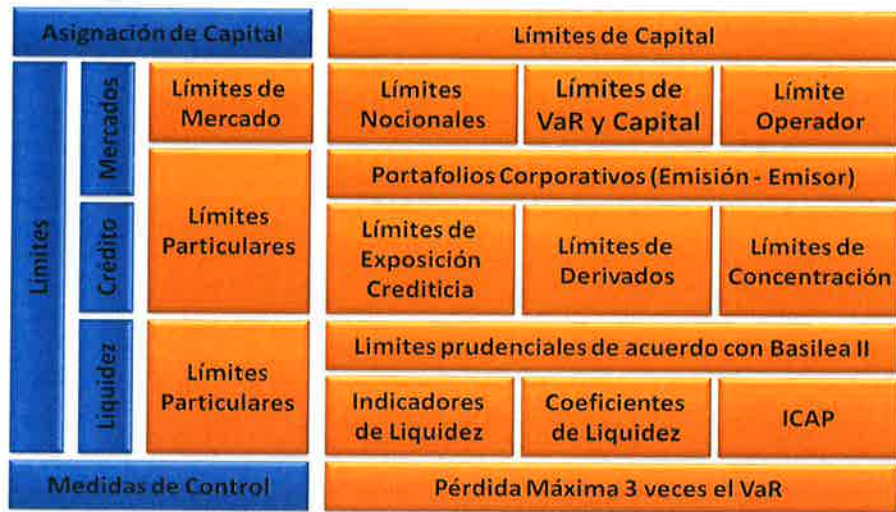 Asignación de Capital
Límites de Capital
Límites
Mercados
Límites de
Mercado
Límites
Nocionales
Límites de
VaR y Capital
Límite
Operador
Portafolios Corporativos (Emisión - Emisor)
Crédito
Límites
Particulares
Límites de
Exposición
Crediticia
Límites de
Derivados
Límites de
Concentración
Liquidez
Límites
Particulares
Limites prudenciales de acuerdo con Basilea II
Indicadores
de Liquidez
Coeficientes
de Liquidez
ICAP
Medidas de Control
Pérdida Máxima 3 veces el VaR